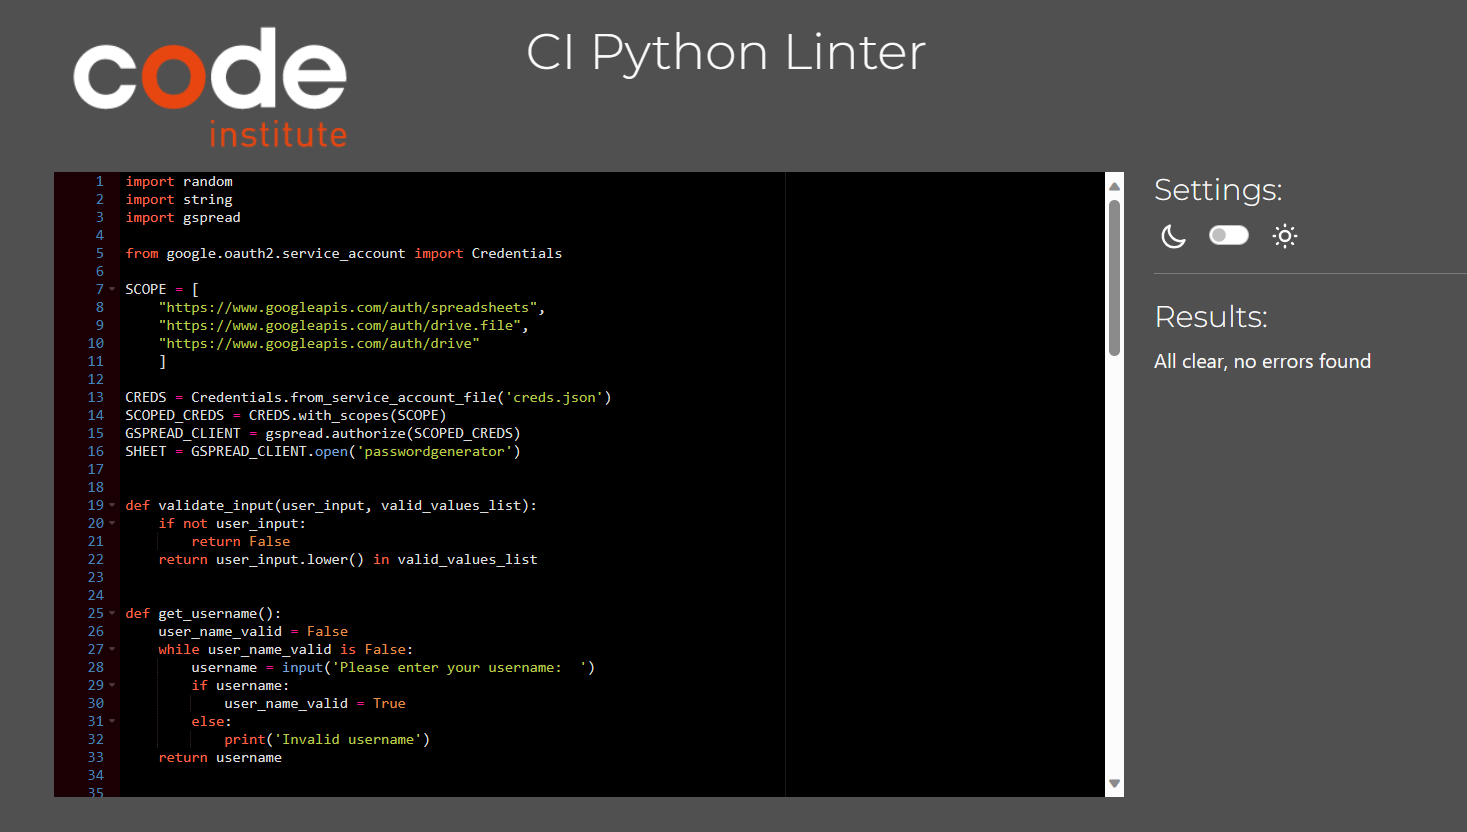 code
institute
CI Python Linter
1 import random
2 import string
3 import gspread
4
5 from google.oauth2.service_account import Credentials
6
7 SCOPE = [
8     "https://www.googleapis.com/auth/spreadsheets",
9     "https://www.googleapis.com/auth/drive.file",
10     "https://www.googleapis.com/auth/drive"
11     ]
12
13 CREDS = Credentials.from_service_account_file('creds.json')
14 SCOPED_CREDS = CREDS.with_scopes(SCOPE)
15 GSPREAD_CLIENT = gspread.authorize(SCOPED_CREDS)
16 SHEET = GSPREAD_CLIENT.open('passwordgenerator')
17
18
19 def validate_input(user_input, valid_values_list):
20     if not user_input:
21         return False
22     return user_input.lower() in valid_values_list
23
24
25 def get_username():
26     user_name_valid = False
27     while user_name_valid is False:
28         username = input('Please enter your username:  ')
29         if username:
30             user_name_valid = True
31         else:
32             print('Invalid username')
33     return username
34
35
Settings:
Results:
All clear, no errors found